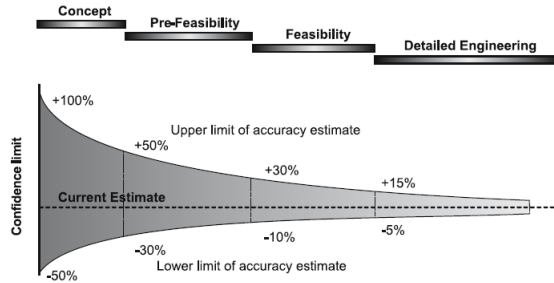 Concept
Pre-Feasibility
Feasibility
Detailed Engineering
+100%
+50%
Upper limit of accuracy estimate
+30%
+15%
Confidence limit
Current Estimate
-5%
-10%
-30%
Lower limit of accuracy estimate
-50%